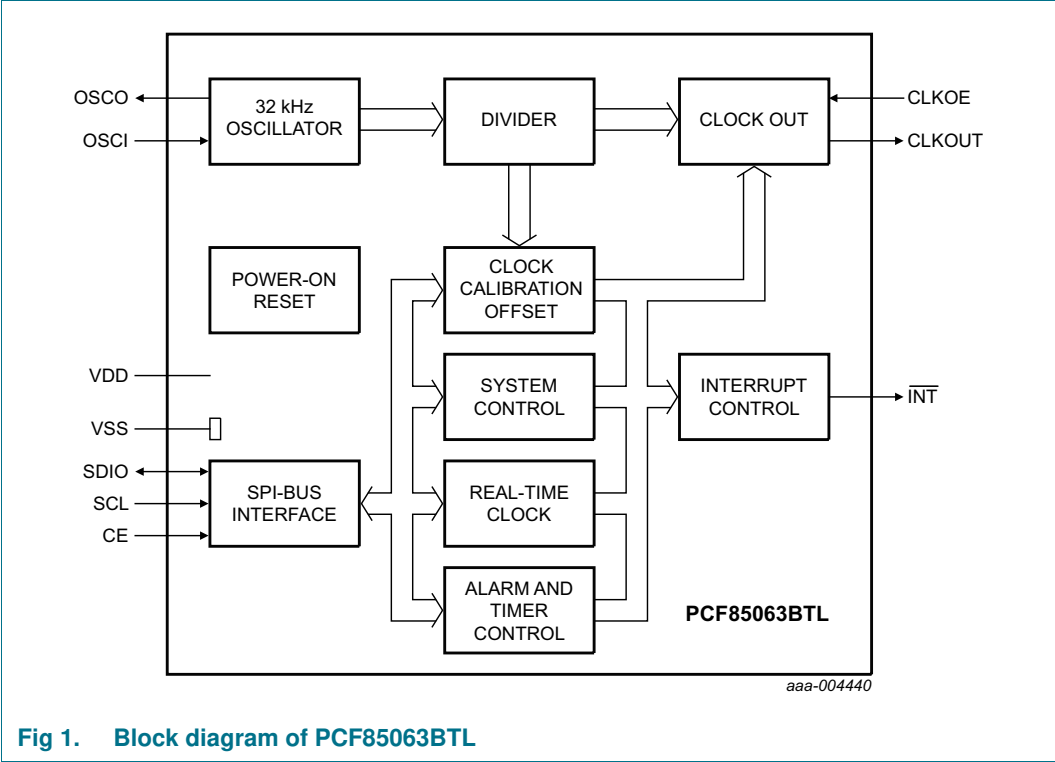 OSCO
OSCI
32 kHz
OSCILLATOR
DIVIDER
CLOCK OUT
CLKOE
CLKOUT
POWER-ON
RESET
CLOCK
CALIBRATION
OFFSET
VDD
VSS
SYSTEM
CONTROL
INTERRUPT
CONTROL
INT
SDIO
SCL
CE
SPI-BUS
INTERFACE
REAL-TIME
CLOCK
ALARM AND
TIMER
CONTROL
PCF85063BTL
aaa-004440
Fig 1. Block diagram of PCF85063BTL